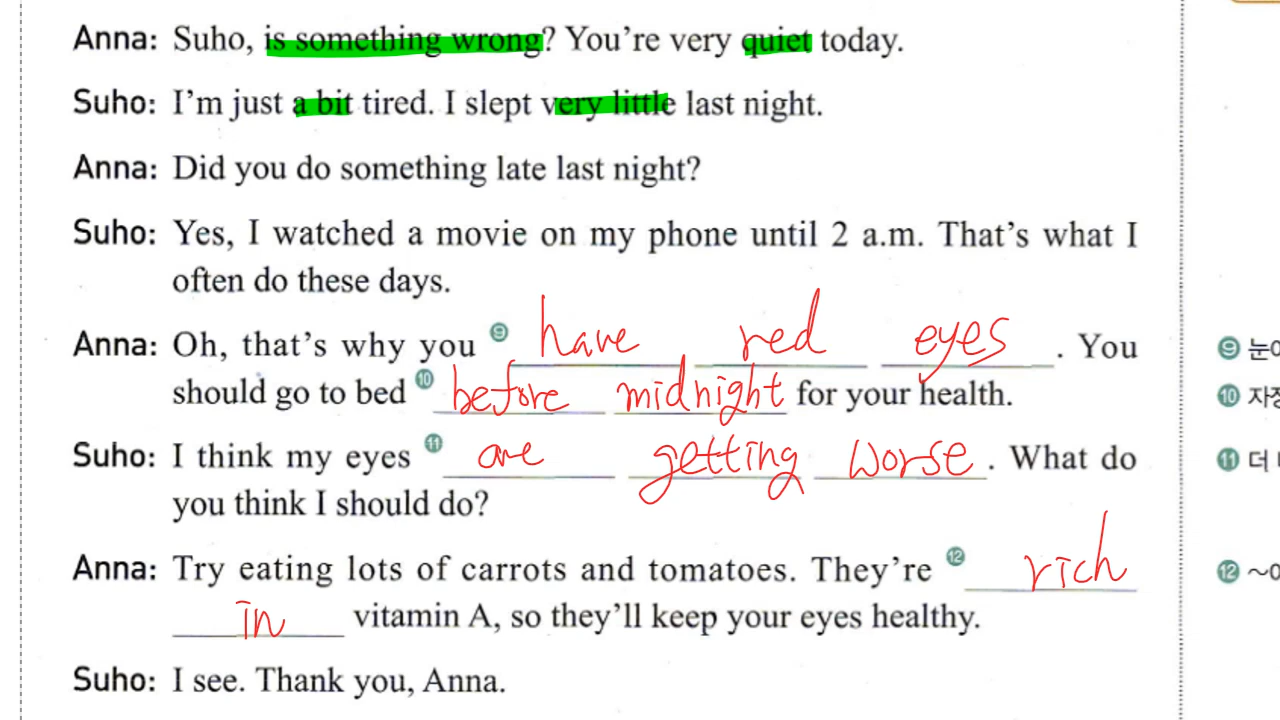 Anna: Suho, is something wrong? You're very quiet today.
Suho: I'm just a bit tired. I slept very little last night.
Anna: Did you do something late last night?
Suho: Yes, I watched a movie on my phone until 2 a.m. That's what I
often do these days.
Anna: Oh, that's why you ⑨ have red eyes . You
⑨
should go to bed ⑩ before midnight for your health.
⑩ 자정
Suho: I think my eyes ⑪ are getting worse . What do
⑪ 더
you think I should do?
Anna: Try eating lots of carrots and tomatoes. They're ⑫ rich
⑫ ~
in vitamin A, so they'll keep your eyes healthy.
Suho: I see. Thank you, Anna.